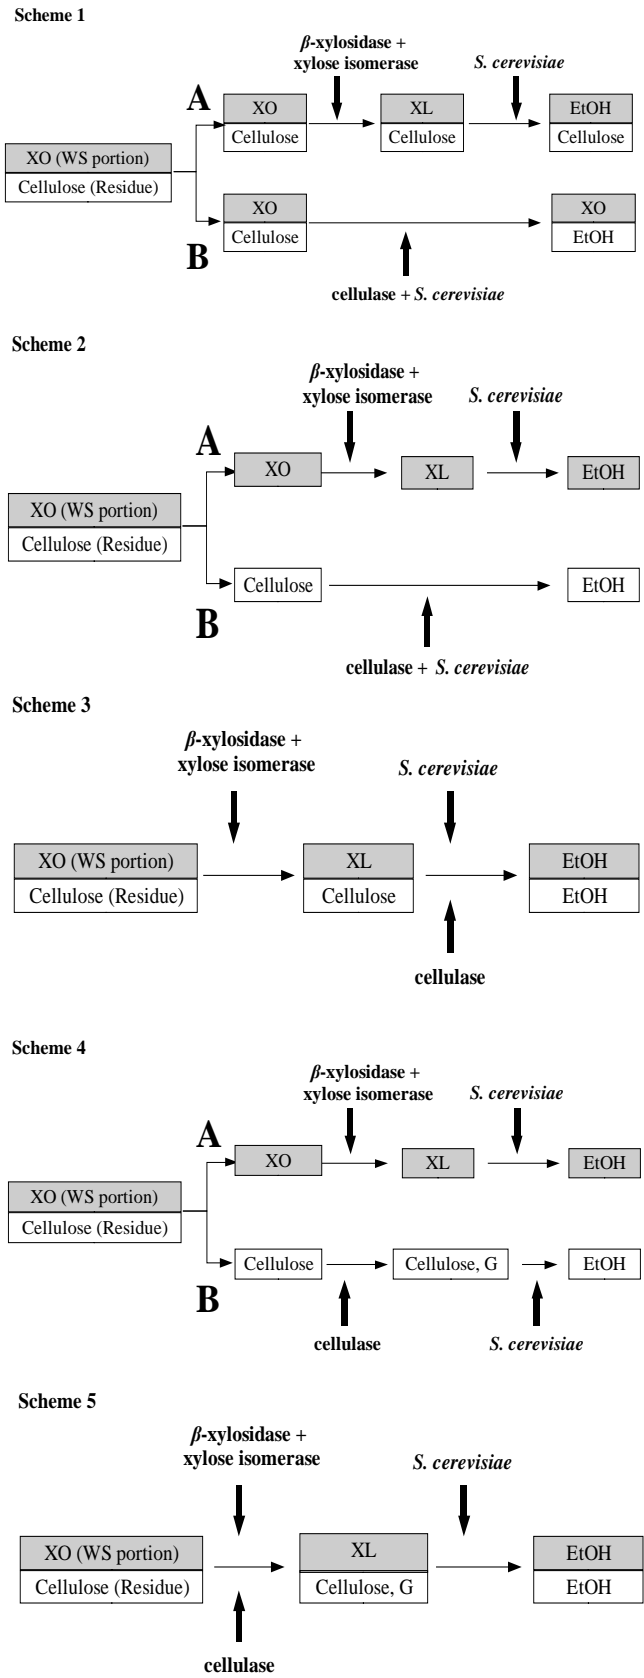 Scheme 1
β-xylosidase +
xylose isomerase
S. cerevisiae
A
XO
XL
EtOH
Cellulose
Cellulose
Cellulose
XO (WS portion)
Cellulose (Residue)
XO
XO
Cellulose
EtOH
B
cellulase + S. cerevisiae
Scheme 2
β-xylosidase +
xylose isomerase
S. cerevisiae
A
XO
XL
EtOH
XO (WS portion)
Cellulose (Residue)
Cellulose
EtOH
B
cellulase + S. cerevisiae
Scheme 3
β-xylosidase +
xylose isomerase
S. cerevisiae
XO (WS portion)
XL
EtOH
Cellulose (Residue)
Cellulose
EtOH
cellulase
Scheme 4
β-xylosidase +
xylose isomerase
S. cerevisiae
A
XO
XL
EtOH
XO (WS portion)
Cellulose (Residue)
Cellulose
Cellulose, G
EtOH
B
cellulase
S. cerevisiae
Scheme 5
β-xylosidase +
xylose isomerase
S. cerevisiae
XO (WS portion)
XL
EtOH
Cellulose (Residue)
Cellulose, G
EtOH
cellulase